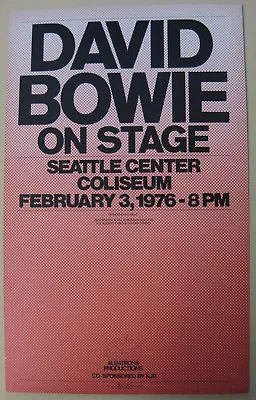 DAVID
BOWIE
ON STAGE
SEATTLE CENTER
COLISEUM
FEBRUARY 3, 1976 - 8 PM
ALBATROSS
PRODUCTIONS
CO-SPONSORED BY KJR